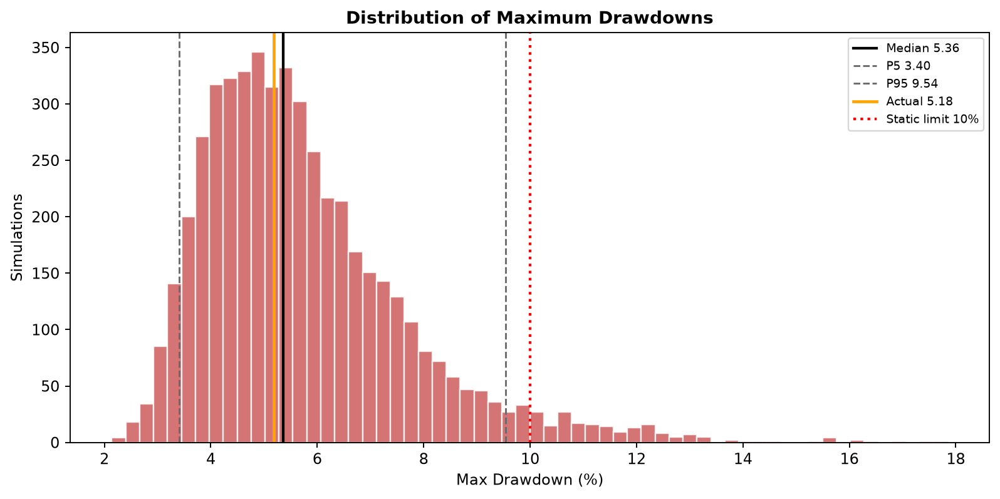 Distribution of Maximum Drawdowns
Simulations
350
300
250
200
150
100
50
0
Median 5.36
P5 3.40
P95 9.54
Actual 5.18
Static limit 10%
2 4 6 8 10 12 14 16 18
Max Drawdown (%)